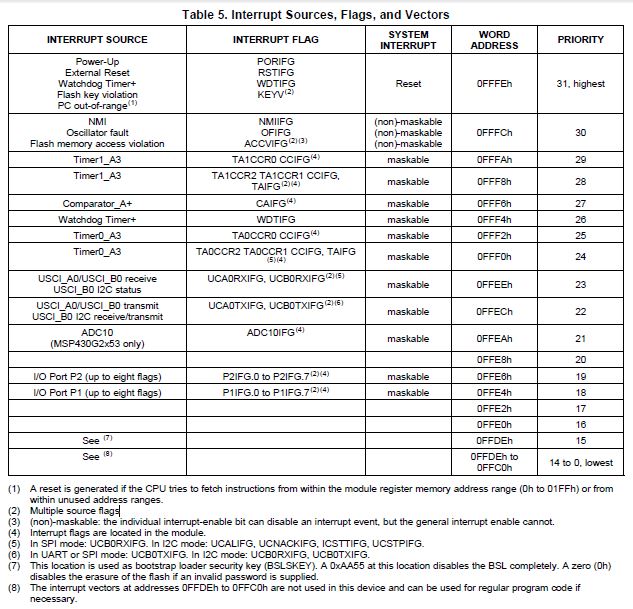 Table 5. Interrupt Sources, Flags, and Vectors
INTERRUPT SOURCE INTERRUPT FLAG SYSTEM INTERRUPT WORD ADDRESS PRIORITY
Power-Up PORIFG
External Reset RSTIFG
Watchdog Timer+ WDTIFG Reset 0FFFEh 31, highest
Flash key violation KEYV(2)
PC out-of-range(1)
NMI NMIIFG (non)-maskable
Oscillator fault OFIFG (non)-maskable 0FFFCh 30
Flash memory access violation ACCVIFG(2)(3) (non)-maskable
Timer1_A3 TA1CCR0 CCIFG(4) maskable 0FFFAh 29
Timer1_A3 TA1CCR2 TA1CCR1 CCIFG, maskable 0FFF8h 28
TAIFG(2)(4)
Comparator_A+ CAIFG(4) maskable 0FFF6h 27
Watchdog Timer+ WDTIFG maskable 0FFF4h 26
Timer0_A3 TA0CCR0 CCIFG(4) maskable 0FFF2h 25
Timer0_A3 TA0CCR2 TA0CCR1 CCIFG, TAIFG maskable 0FFF0h 24
(5)(4)
USCI_A0/USCI_B0 receive UCA0RXIFG, UCB0RXIFG(2)(5) maskable 0FFEEh 23
USCI_B0 I2C status
USCI_A0/USCI_B0 transmit UCA0TXIFG, UCB0TXIFG(2)(6) maskable 0FFECh 22
USCI_B0 I2C receive/transmit
ADC10 ADC10IFG(4) maskable 0FFEAh 21
(MSP430G2x53 only)
0FFE8h 20
I/O Port P2 (up to eight flags) P2IFG.0 to P2IFG.7(2)(4) maskable 0FFE6h 19
I/O Port P1 (up to eight flags) P1IFG.0 to P1IFG.7(2)(4) maskable 0FFE4h 18
0FFE2h 17
0FFE0h 16
See (7) 0FFDEh 15
See (8) 0FFDEh to 0FFC0h 14 to 0, lowest
(1) A reset is generated if the CPU tries to fetch instructions from within the module register memory address range (0h to 01FFh) or from
within unused address ranges.
(2) Multiple source flags
(3) (non)-maskable: the individual interrupt-enable bit can disable an interrupt event, but the general interrupt enable cannot.
(4) Interrupt flags are located in the module.
(5) In SPI mode: UCB0RXIFG. In I2C mode: UCALIFG, UCNACKIFG, ICSTTIFG, UCSTPIFG.
(6) In UART or SPI mode: UCB0TXIFG. In I2C mode: UCB0RXIFG, UCB0TXIFG.
(7) This location is used as bootstrap loader security key (BSLSKEY). A 0xAA55 at this location disables the BSL completely. A zero (0h)
disables the erasure of the flash if an invalid password is supplied.
(8) The interrupt vectors at addresses 0FFDEh to 0FFC0h are not used in this device and can be used for regular program code if
necessary.